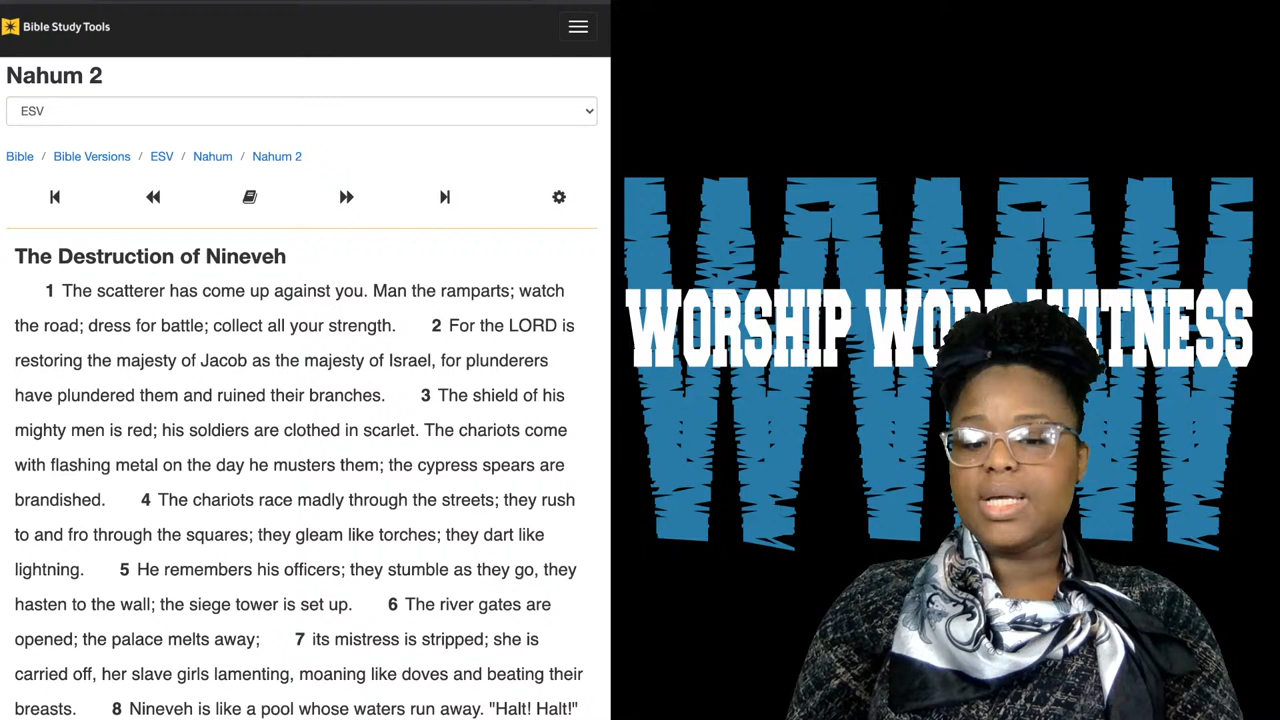 Bible Study Tools
Nahum 2
ESV
Bible / Bible Versions / ESV / Nahum / Nahum 2
The Destruction of Nineveh
1 The scatterer has come up against you. Man the ramparts; watch
the road; dress for battle; collect all your strength. 2 For the LORD is
restoring the majesty of Jacob as the majesty of Israel, for plunderers
have plundered them and ruined their branches. 3 The shield of his
mighty men is red; his soldiers are clothed in scarlet. The chariots come
with flashing metal on the day he musters them; the cypress spears are
brandished. 4 The chariots race madly through the streets; they rush
to and fro through the squares; they gleam like torches; they dart like
lightning. 5 He remembers his officers; they stumble as they go, they
hasten to the wall; the siege tower is set up. 6 The river gates are
opened; the palace melts away; 7 its mistress is stripped; she is
carried off, her slave girls lamenting, moaning like doves and beating their
breasts. 8 Nineveh is like a pool whose waters run away. "Halt! Halt!"
WWW
WORSHIP WORD WITNESS